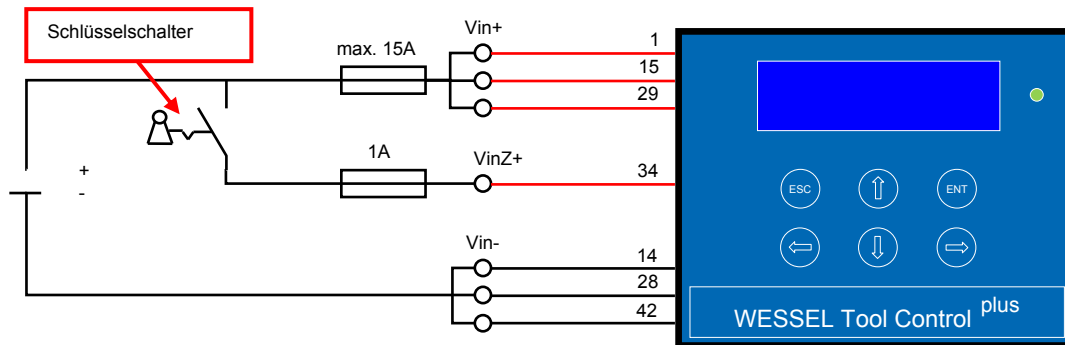 Schlüsselschalter
Vin+
max. 15A
1
15
29
1A
VinZ+
34
+
-
Vin-
14
28
42
ESC
ENT
WESSEL Tool Control plus